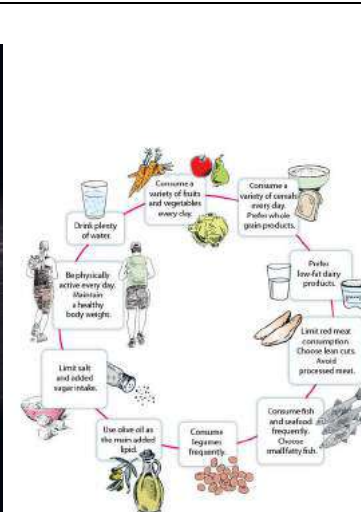 Consume a
variety of fruits
and vegetables
every day.
Consume a
variety of cereals
every day.
Prefer whole
grain products.
Prefer
low-fat dairy
products.
Limit red meat
consumption.
Choose lean cuts.
Avoid
processed meat.
Consume fish
and seafood
frequently.
Choose
small fatty fish.
Consume
legumes
frequently.
Use olive oil as
the main added
lipid.
Limit salt
and added
sugar intake.
Be physically
active every day.
Maintain
a healthy
body weight.
Drink plenty
of water.